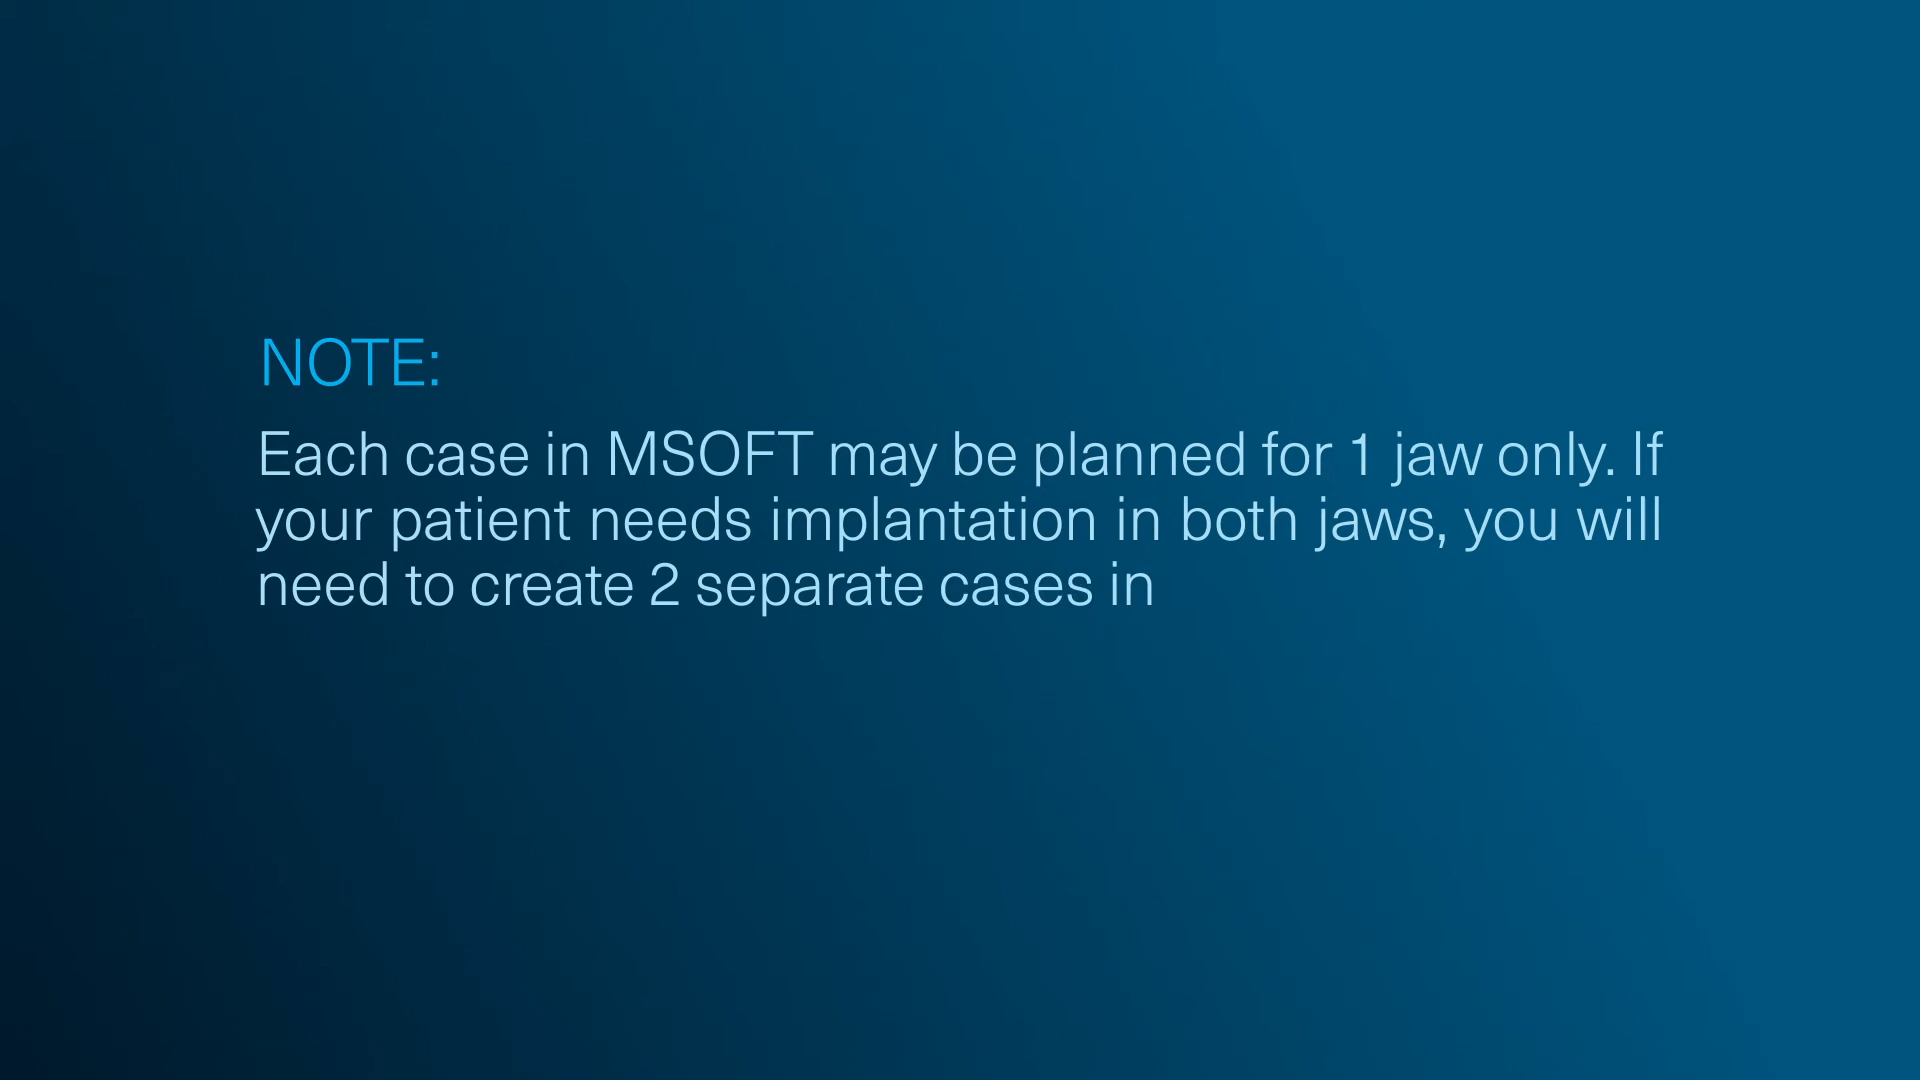 NOTE:
Each case in MSOFT may be planned for 1 jaw only. If
your patient needs implantation in both jaws, you will
need to create 2 separate cases in